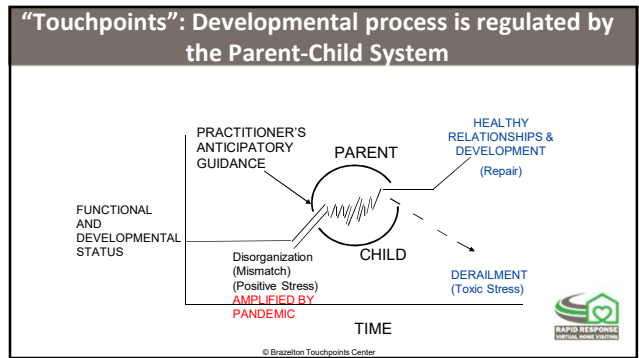 “Touchpoints”: Developmental process is regulated by
the Parent-Child System
PRACTITIONER’S
ANTICIPATORY
GUIDANCE
PARENT
HEALTHY
RELATIONSHIPS &
DEVELOPMENT
(Repair)
FUNCTIONAL
AND
DEVELOPMENTAL
STATUS
Disorganization
(Mismatch)
(Positive Stress)
AMPLIFIED BY
PANDEMIC
CHILD
DERAILMENT
(Toxic Stress)
TIME
RAPID RESPONSE
VIRTUAL HOME VISITING
© Brazelton Touchpoints Center